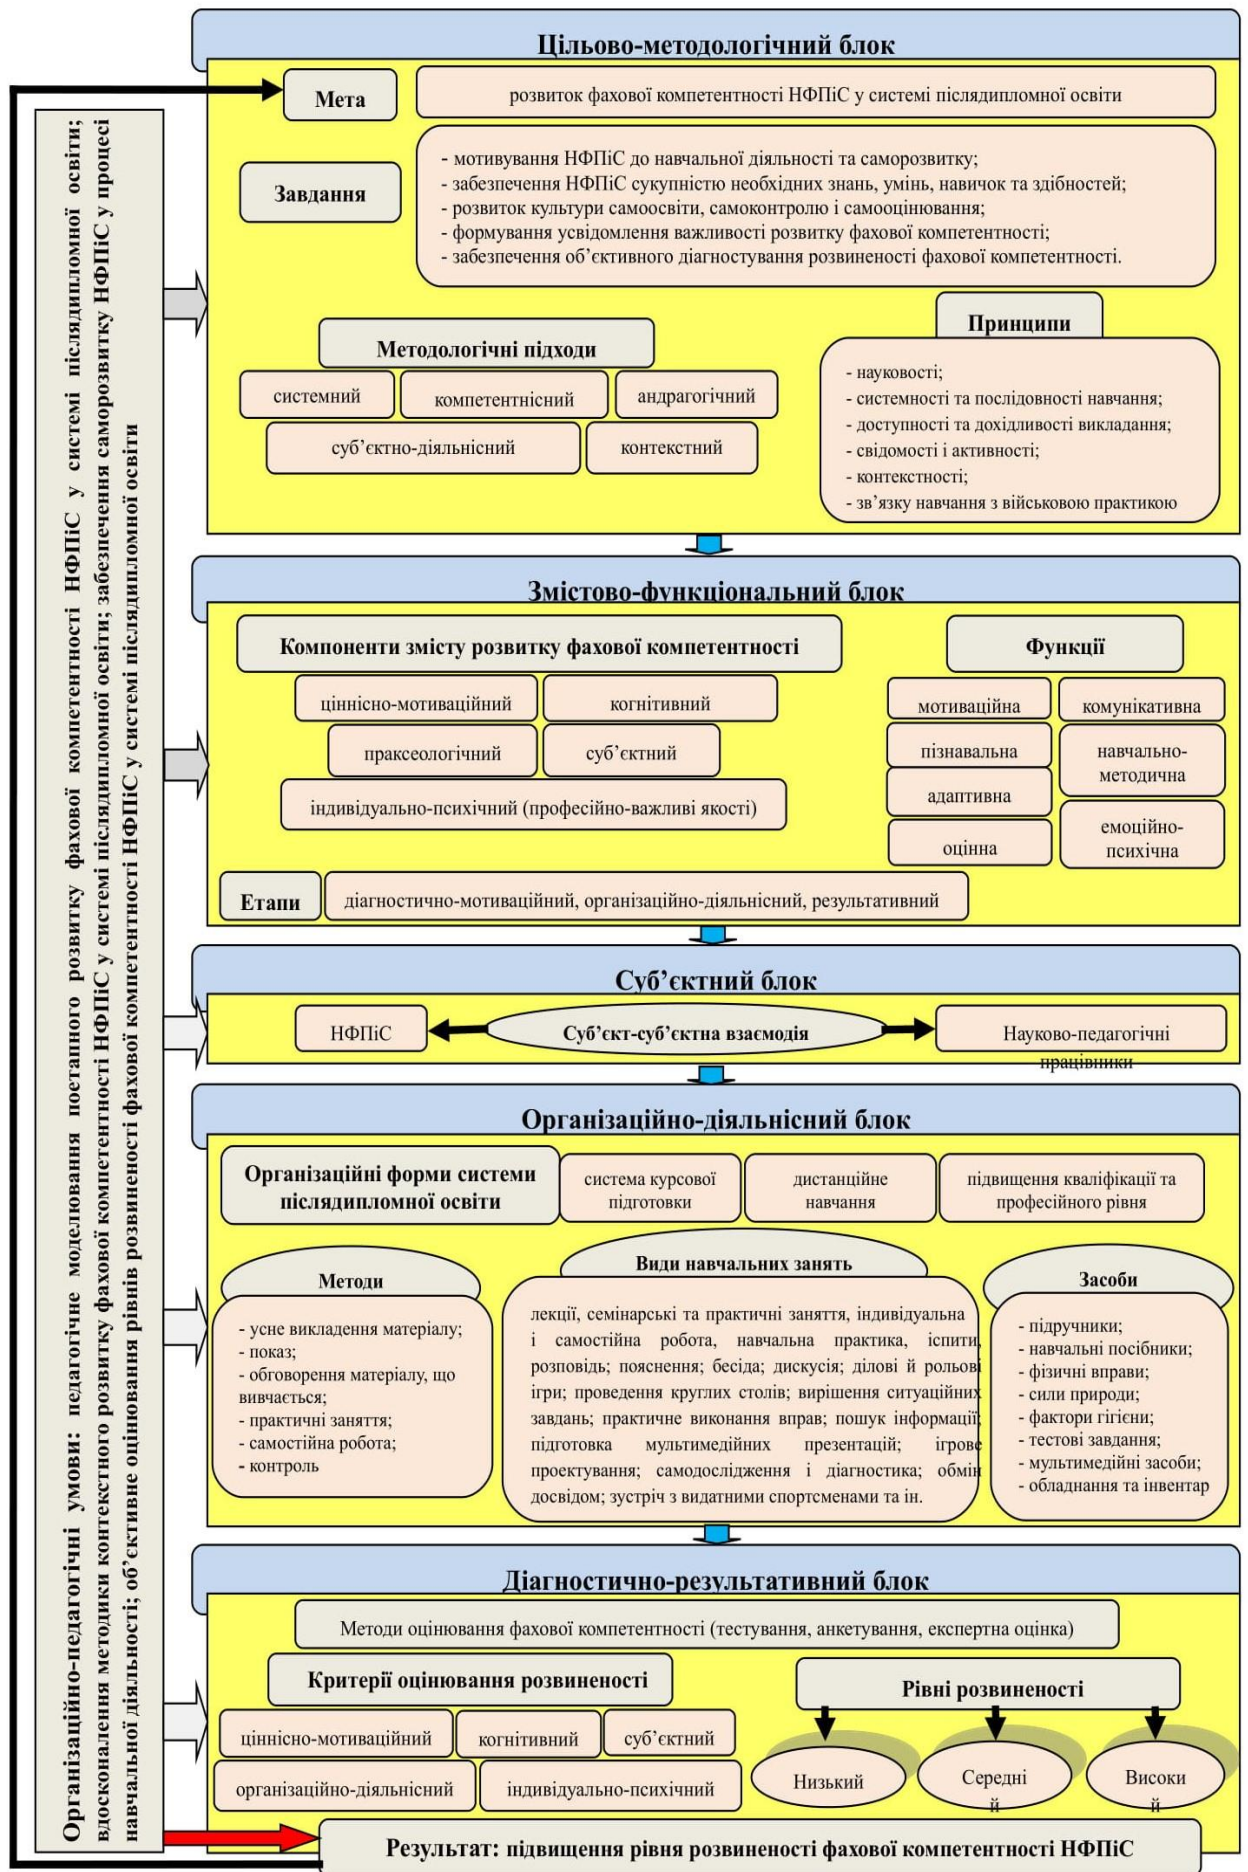 Організаційно-педагогічні умови: педагогічне моделювання поетапного розвитку фахової компетентності НФПіС у системі післядипломної освіти;
вдосконалення методики контекстного розвитку фахової компетентності НФПіС у системі післядипломної освіти; забезпечення саморозвитку НФПіС у процесі
навчальної діяльності; об’єктивне оцінювання рівнів розвиненості фахової компетентності НФПіС у системі післядипломної освіти
Цільово-методологічний блок
Мета
розвиток фахової компетентності НФПіС у системі післядипломної освіти
Завдання
- мотивування НФПіС до навчальної діяльності та саморозвитку;
- забезпечення НФПіС сукупністю необхідних знань, умінь, навичок та здібностей;
- розвиток культури самоосвіти, самоконтролю і самооцінювання;
- формування усвідомлення важливості розвитку фахової компетентності;
- забезпечення об’єктивного діагностування розвиненості фахової компетентності.
Методологічні підходи
системний
компетентнісний
андрагогічний
суб’єктно-діяльнісний
контекстний
Принципи
- науковості;
- системності та послідовності навчання;
- доступності та дохідливості викладання;
- свідомості і активності;
- контекстності;
- зв’язку навчання з військовою практикою
Змістово-функціональний блок
Компоненти змісту розвитку фахової компетентності
ціннісно-мотиваційний
когнітивний
праксеологічний
суб’єктний
індивідуально-психічний (професійно-важливі якості)
Функції
мотиваційна
комунікативна
пізнавальна
навчально-
методична
адаптивна
оцінна
емоційно-
психічна
Етапи
діагностично-мотиваційний, організаційно-діяльнісний, результативний
Суб’єктний блок
НФПіС
Суб’єкт-суб’єктна взаємодія
Науково-педагогічні
працівники
Організаційно-діяльнісний блок
Організаційні форми системи
післядипломної освіти
система курсової
підготовки
дистанційне
навчання
підвищення кваліфікації та
професійного рівня
Методи
- усне викладення матеріалу;
- показ;
- обговорення матеріалу, що
вивчається;
- практичні заняття;
- самостійна робота;
- контроль
Види навчальних занять
лекції, семінарські та практичні заняття, індивідуальна
і самостійна робота, навчальна практика, іспити,
розповідь; пояснення; бесіда; дискусія; ділові й рольові
ігри; проведення круглих столів; вирішення ситуаційних
завдань; практичне виконання вправ; пошук інформації;
підготовка мультимедійних презентацій; ігрове
проектування; самодослідження і діагностика; обмін
досвідом; зустріч з видатними спортсменами та ін.
Засоби
- підручники;
- навчальні посібники;
- фізичні вправи;
- сили природи;
- фактори гігієни;
- тестові завдання;
- мультимедійні засоби;
- обладнання та інвентар
Діагностично-результативний блок
Методи оцінювання фахової компетентності (тестування, анкетування, експертна оцінка)
Критерії оцінювання розвиненості
ціннісно-мотиваційний
когнітивний
суб’єктний
організаційно-діяльнісний
індивідуально-психічний
Рівні розвиненості
Низький
Середні
й
Високи
й
Результат: підвищення рівня розвиненості фахової компетентності НФПіС